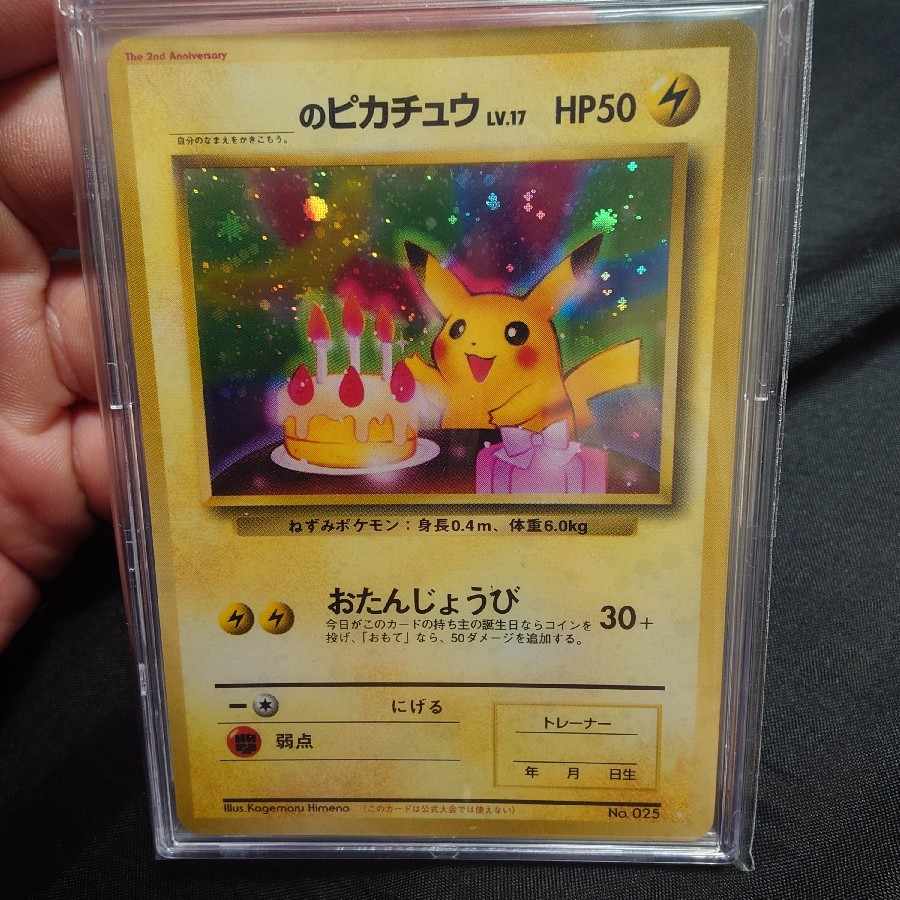 The 2nd Anniversary
のピカチュウ LV.17 HP50
自分のなまえをかきこもう。
ねずみポケモン：身長0.4m、体重6.0kg
おたんじょうび
今日がこのカードの持ち主の誕生日ならコインを
投げ、「おもて」なら、50ダメージを追加する。
30+
ー にげる
弱点
トレーナー
年 月 日生
Illus.Kagemaru Himeno （このカードは公式大会では使えない） No. 025